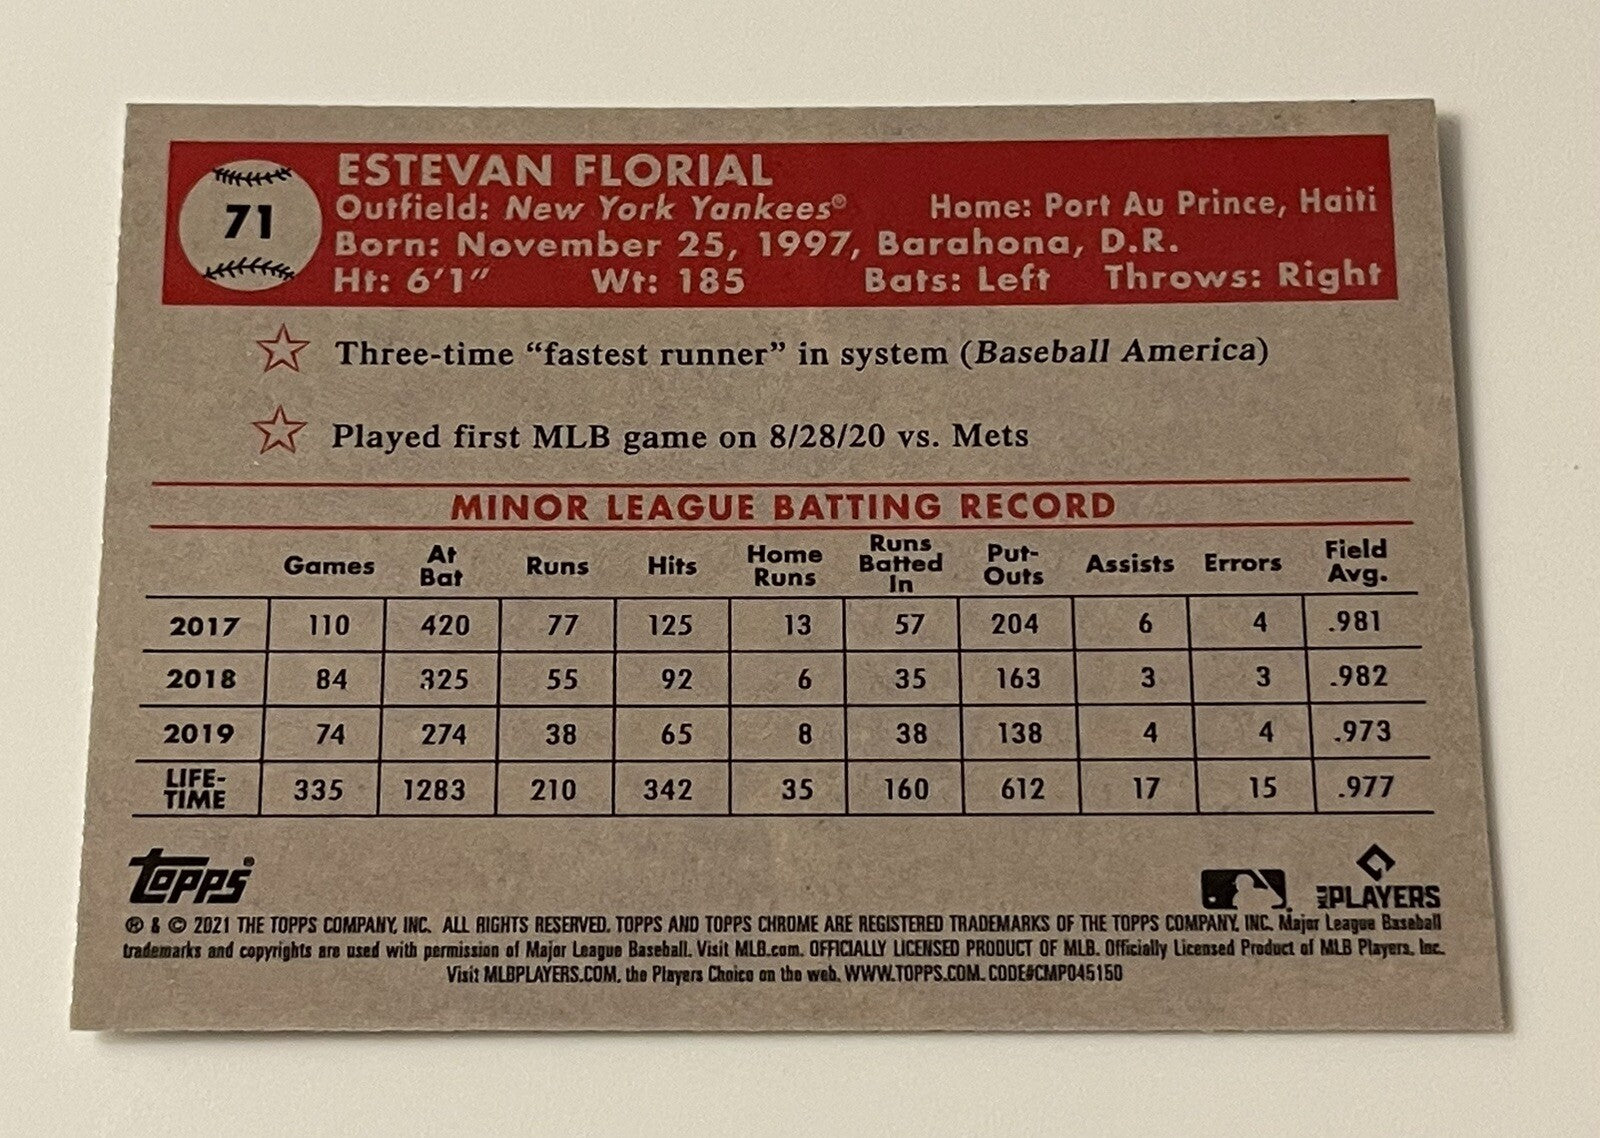 71
ESTEVAN FLORIAL
Outfield: New York Yankees® Home: Port Au Prince, Haiti
Born: November 25, 1997, Barahona, D.R.
Ht: 6'1" Wt: 185 Bats: Left Throws: Right
Three-time “fastest runner” in system (Baseball America)
Played first MLB game on 8/28/20 vs. Mets
MINOR LEAGUE BATTING RECORD
Games At Bat Runs Hits Home Runs Runs Batted In Put-Outs Assists Errors Field Avg.
2017 110 420 77 125 13 57 204 6 4 .981
2018 84 325 55 92 6 35 163 3 3 .982
2019 74 274 38 65 8 38 138 4 4 .973
LIFE-TIME 335 1283 210 342 35 160 612 17 15 .977
Topps®
MLB PLAYERS
® & © 2021 THE TOPPS COMPANY, INC. ALL RIGHTS RESERVED. TOPPS AND TOPPS CHROME ARE REGISTERED TRADEMARKS OF THE TOPPS COMPANY, INC. Major League Baseball
trademarks and copyrights are used with permission of Major League Baseball. Visit MLB.com. OFFICIALLY LICENSED PRODUCT OF MLB. Officially Licensed Product of MLB Players, Inc.
Visit MLBPLAYERS.COM, the Players Choice on the web. WWW.TOPPS.COM. CODE#CMP045150